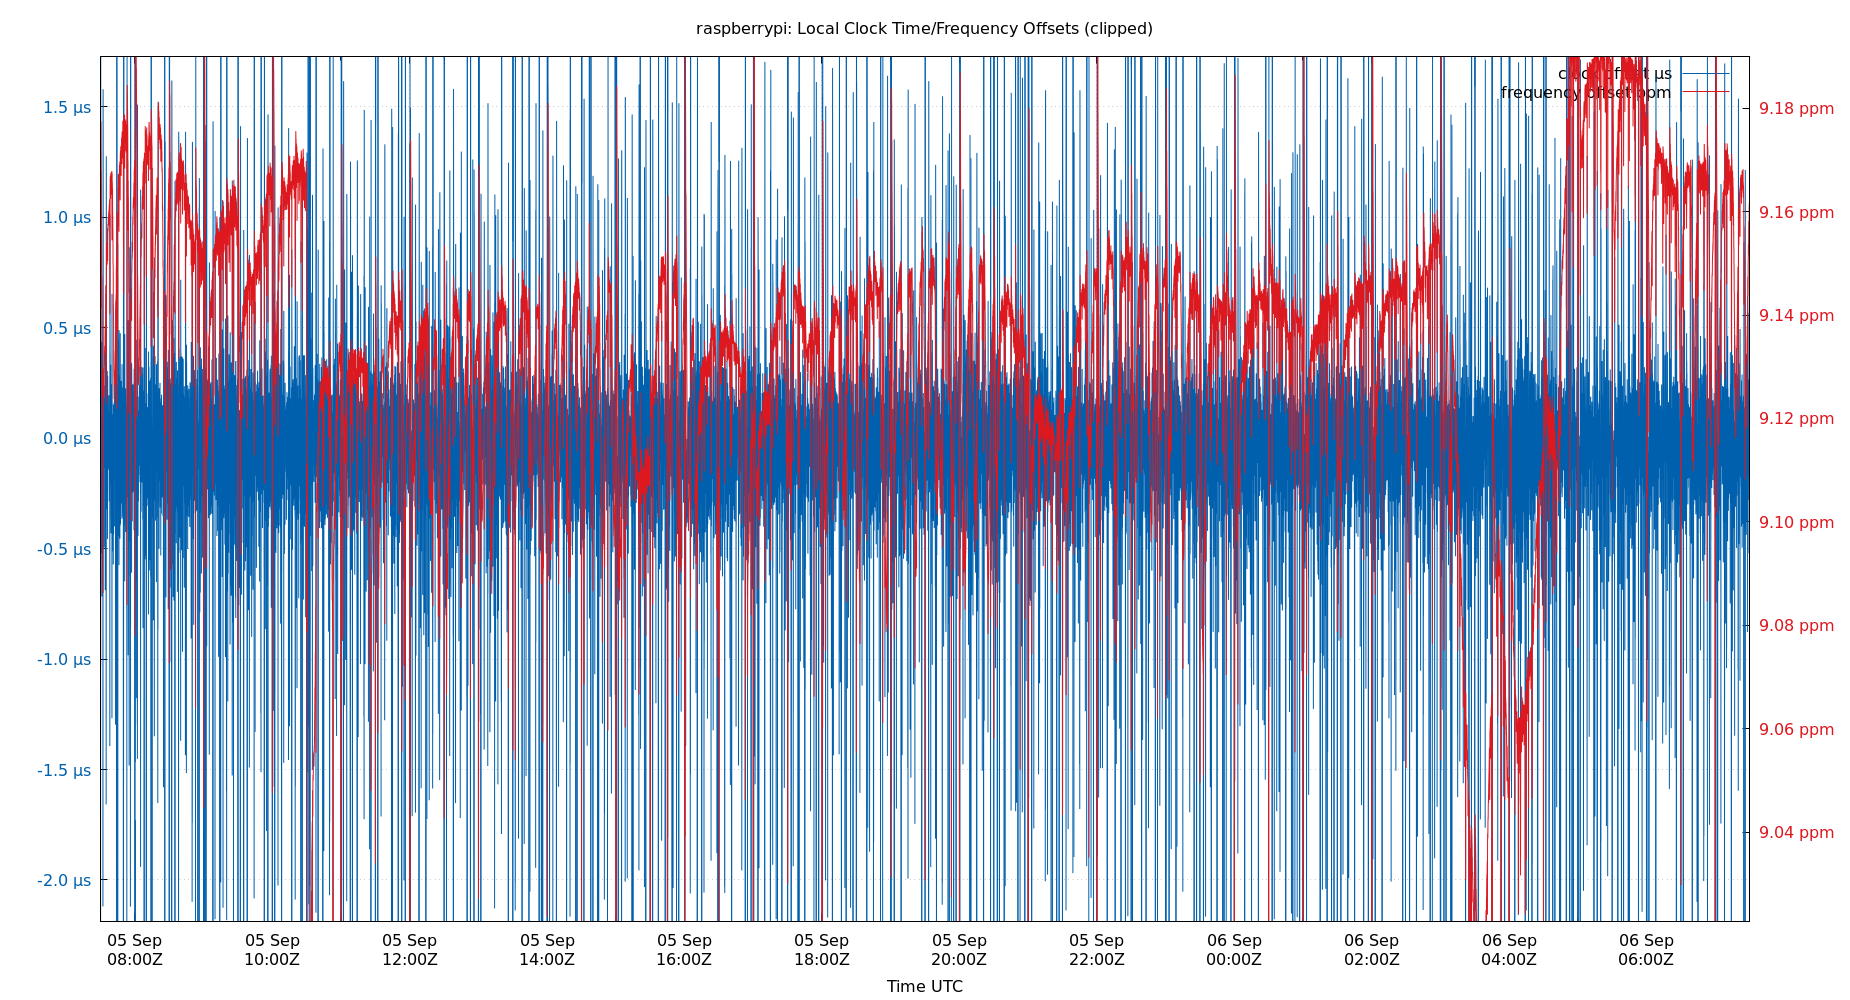 raspberrypi: Local Clock Time/Frequency Offsets (clipped)
clock offset µs
frequency offset ppm
1.5 µs
1.0 µs
0.5 µs
0.0 µs
-0.5 µs
-1.0 µs
-1.5 µs
-2.0 µs
9.18 ppm
9.16 ppm
9.14 ppm
9.12 ppm
9.10 ppm
9.08 ppm
9.06 ppm
9.04 ppm
05 Sep 05 Sep 05 Sep 05 Sep 05 Sep 05 Sep 05 Sep 05 Sep 06 Sep 06 Sep 06 Sep 06 Sep
08:00Z 10:00Z 12:00Z 14:00Z 16:00Z 18:00Z 20:00Z 22:00Z 00:00Z 02:00Z 04:00Z 06:00Z
Time UTC